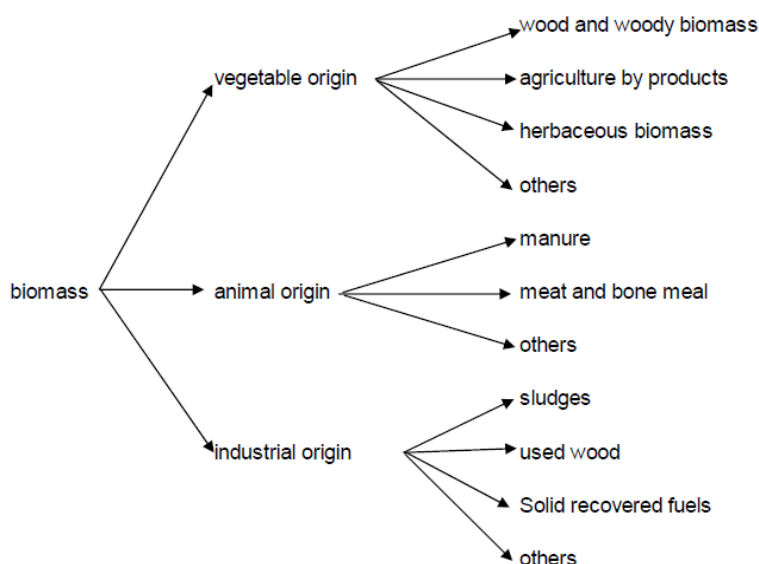 wood and woody biomass
vegetable origin
agriculture by products
herbaceous biomass
others
manure
biomass
animal origin
meat and bone meal
others
sludges
industrial origin
used wood
Solid recovered fuels
others